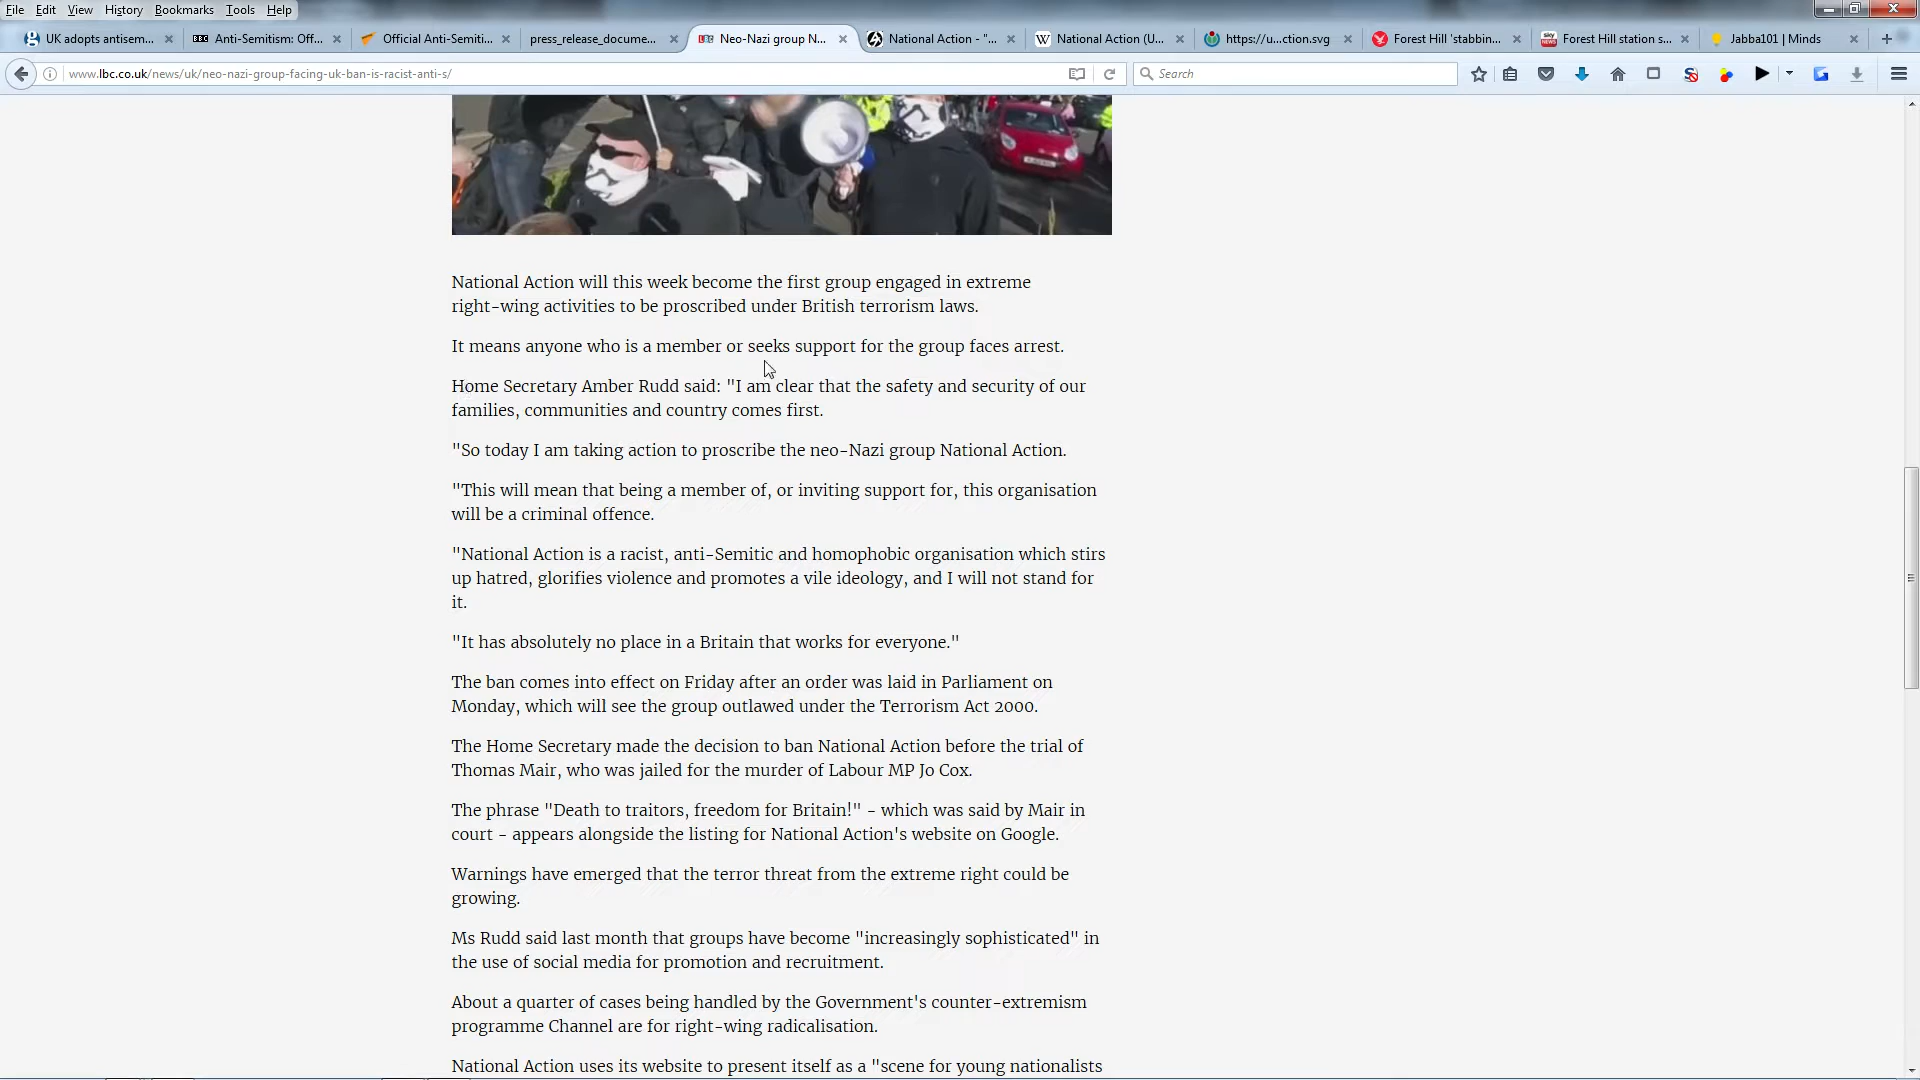 File Edit View History Bookmarks Tools Help
UK adopts antisem... Anti-Semitism: Off... Official Anti-Semiti... press_release_docume... Neo-Nazi group N... National Action - "... National Action (U... https://u...ction.svg Forest Hill 'stabbin... Forest Hill station s... Jabba101 | Minds
www.lbc.co.uk/news/uk/neo-nazi-group-facing-uk-ban-is-racist-anti-s/ Search
National Action will this week become the first group engaged in extreme
right-wing activities to be proscribed under British terrorism laws.
It means anyone who is a member or seeks support for the group faces arrest.
Home Secretary Amber Rudd said: "I am clear that the safety and security of our
families, communities and country comes first.
"So today I am taking action to proscribe the neo-Nazi group National Action.
"This will mean that being a member of, or inviting support for, this organisation
will be a criminal offence.
"National Action is a racist, anti-Semitic and homophobic organisation which stirs
up hatred, glorifies violence and promotes a vile ideology, and I will not stand for
it.
"It has absolutely no place in a Britain that works for everyone."
The ban comes into effect on Friday after an order was laid in Parliament on
Monday, which will see the group outlawed under the Terrorism Act 2000.
The Home Secretary made the decision to ban National Action before the trial of
Thomas Mair, who was jailed for the murder of Labour MP Jo Cox.
The phrase "Death to traitors, freedom for Britain!" - which was said by Mair in
court - appears alongside the listing for National Action's website on Google.
Warnings have emerged that the terror threat from the extreme right could be
growing.
Ms Rudd said last month that groups have become "increasingly sophisticated" in
the use of social media for promotion and recruitment.
About a quarter of cases being handled by the Government's counter-extremism
programme Channel are for right-wing radicalisation.
National Action uses its website to present itself as a "scene for young nationalists